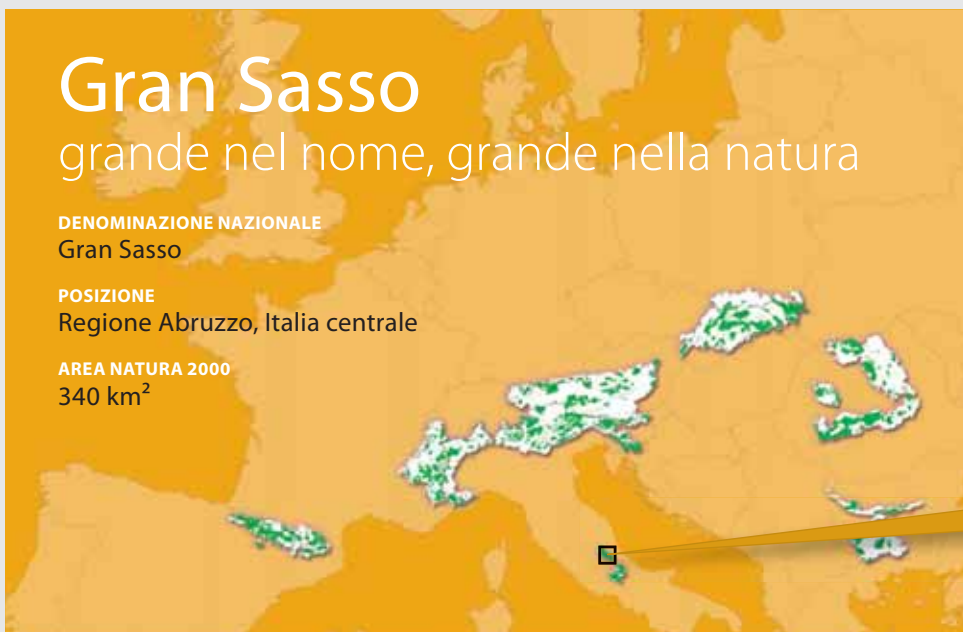 Gran Sasso
grande nel nome, grande nella natura
DENOMINAZIONE NAZIONALE
Gran Sasso
POSIZIONE
Regione Abruzzo, Italia centrale
AREA NATURA 2000
340 km²